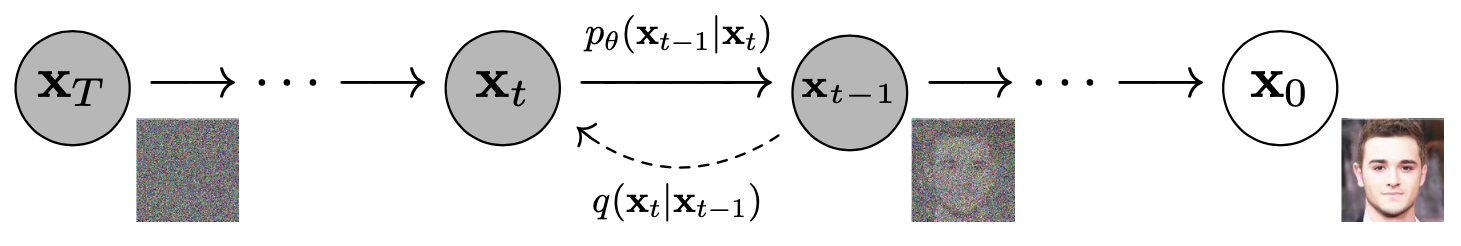 p_θ(x_{t−1}|x_t)
x_T → ··· → x_t → x_{t−1} → ··· → x_0
q(x_t|x_{t−1})